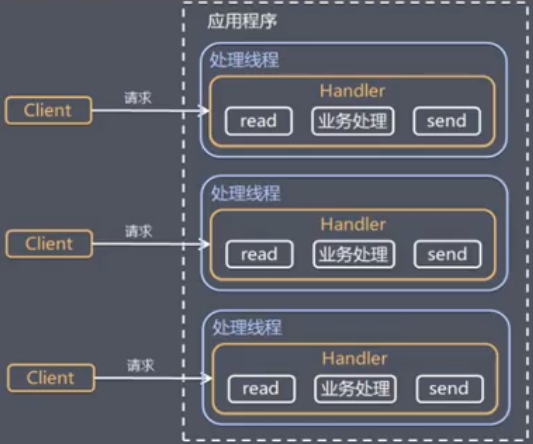 应用程序
处理线程
Handler
Client
请求
read
业务处理
send
处理线程
Handler
Client
请求
read
业务处理
send
处理线程
Handler
Client
请求
read
业务处理
send